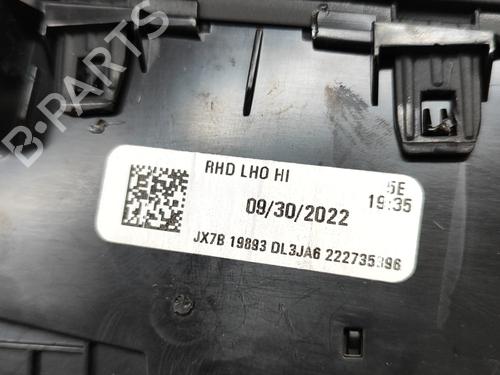 B-PARTS
RHD LHO HI
5E
09/30/2022
19:35
JX7B 19893 DL3JA6 222735396